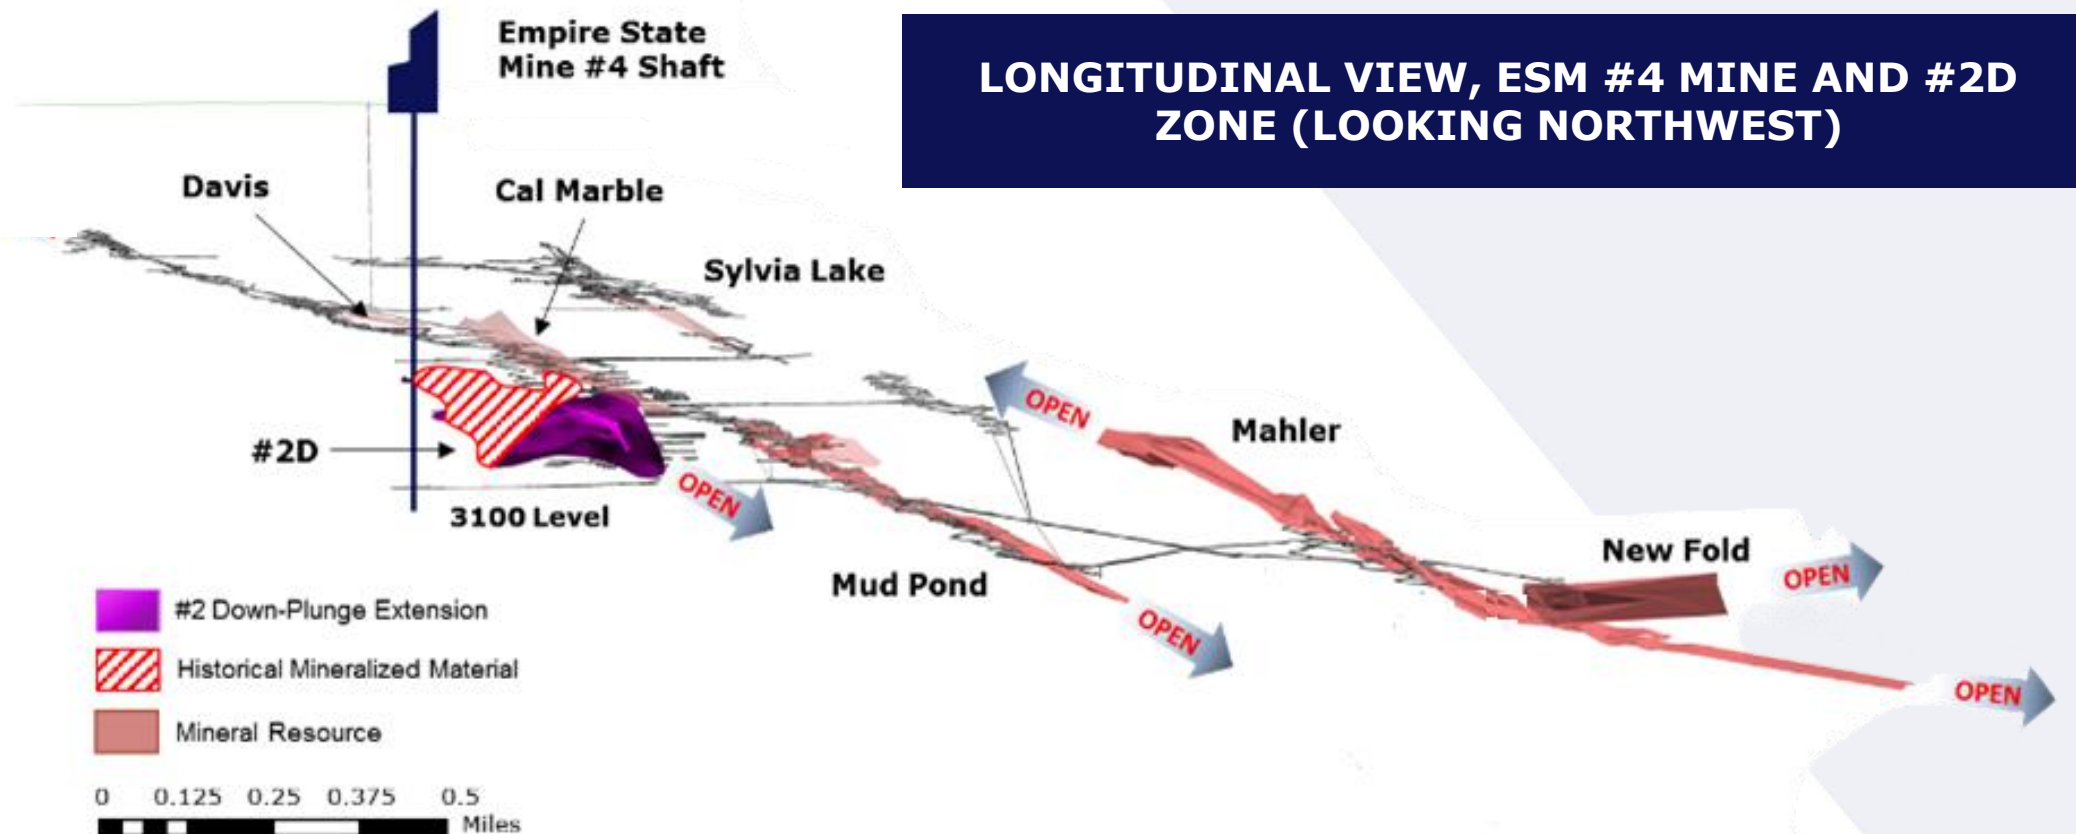 Empire State
Mine #4 Shaft
LONGITUDINAL VIEW, ESM #4 MINE AND #2D
ZONE (LOOKING NORTHWEST)
Davis
Cal Marble
Sylvia Lake
OPEN
Mahler
#2D
OPEN
3100 Level
New Fold
OPEN
Mud Pond
OPEN
OPEN
#2 Down-Plunge Extension
Historical Mineralized Material
Mineral Resource
0 0.125 0.25 0.375 0.5
Miles